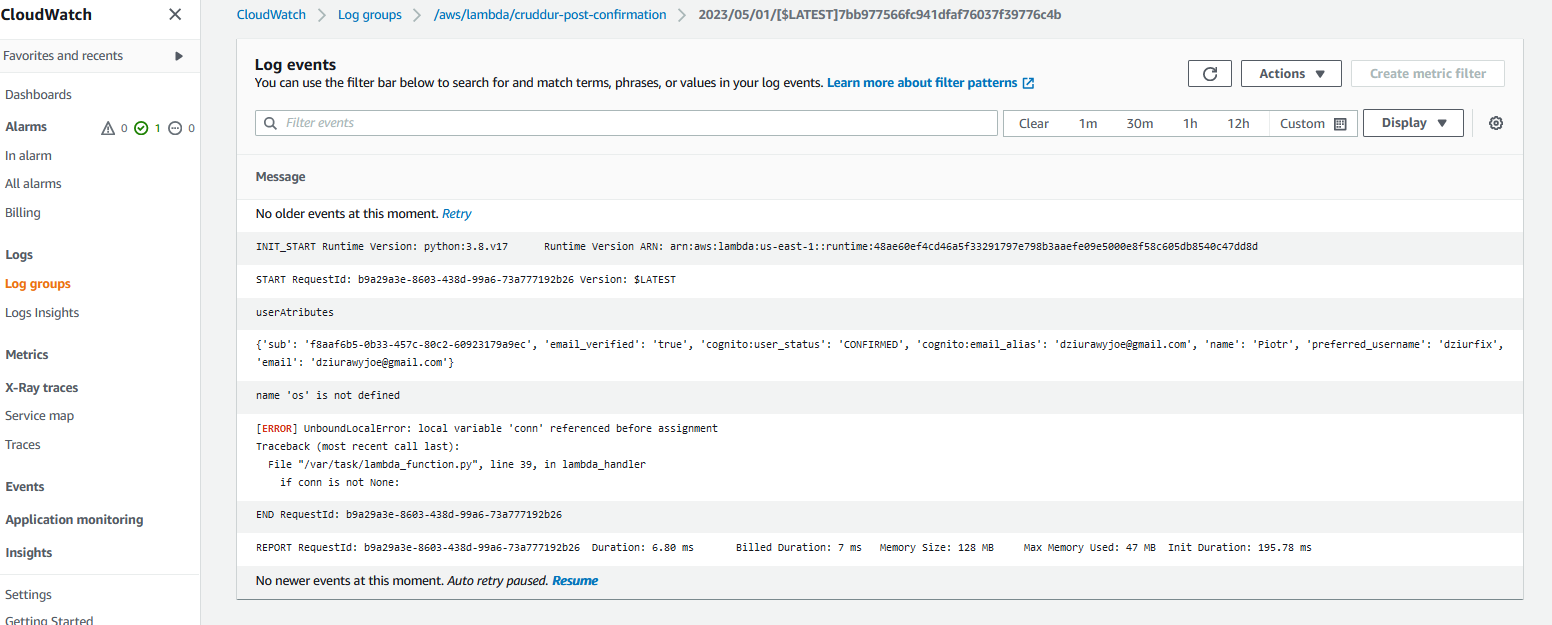 CloudWatch
Favorites and recents
Dashboards
Alarms 0 1 0
In alarm
All alarms
Billing
Logs
Log groups
Logs Insights
Metrics
X-Ray traces
Service map
Traces
Events
Application monitoring
Insights
Settings
Getting Started
CloudWatch Log groups /aws/lambda/cruddur-post-confirmation 2023/05/01/[$LATEST]7bb977566fc941dfaf76037f39776c4b
Log events
You can use the filter bar below to search for and match terms, phrases, or values in your log events. Learn more about filter patterns
Actions Create metric filter
Filter events Clear 1m 30m 1h 12h Custom Display
Message
No older events at this moment. Retry
INIT_START Runtime Version: python:3.8.v17 Runtime Version ARN: arn:aws:lambda:us-east-1::runtime:48ae60ef4cd46a5f33291797e798b3aaefe09e5000e8f58c605db8540c47dd8d
START RequestId: b9a29a3e-8603-438d-99a6-73a777192b26 Version: $LATEST
userAtributes
{'sub': 'f8aaf6b5-0b33-457c-80c2-60923179a9ec', 'email_verified': 'true', 'cognito:user_status': 'CONFIRMED', 'cognito:email_alias': 'dziurawyjoe@gmail.com', 'name': 'Piotr', 'preferred_username': 'dziurfix',
'email': 'dziurawyjoe@gmail.com'}
name 'os' is not defined
[ERROR] UnboundLocalError: local variable 'conn' referenced before assignment
Traceback (most recent call last):
File "/var/task/lambda_function.py", line 39, in lambda_handler
if conn is not None:
END RequestId: b9a29a3e-8603-438d-99a6-73a777192b26
REPORT RequestId: b9a29a3e-8603-438d-99a6-73a777192b26 Duration: 6.80 ms Billed Duration: 7 ms Memory Size: 128 MB Max Memory Used: 47 MB Init Duration: 195.78 ms
No newer events at this moment. Auto retry paused. Resume